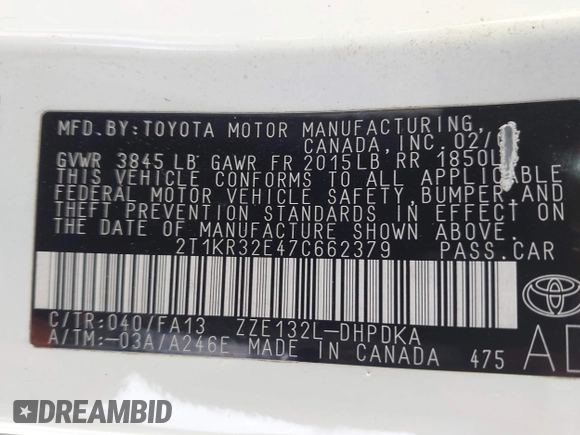 MFD.BY:TOYOTA MOTOR MANUFACTURING,
CANADA,INC. 02/
GVWR 3845 LB GAWR FR 2015LB, RR 1850L
THIS VEHICLE CONFORMS TO ALL APPLICABLE
FEDERAL MOTOR VEHICLE SAFETY,BUMPER,AND
THEFT PREVENTION STANDARDS IN EFFECT ON
THE DATE OF MANUFACTURE SHOWN ABOVE.
2T1KR32E47C662379 PASS.CAR
C/TR:040/FA13 ZZE132L-DHPDKA
A/TM:-03A/A246E MADE IN CANADA 475
DREAMBID